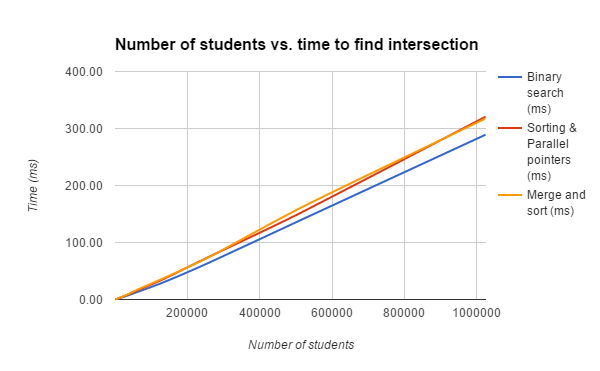 Number of students vs. time to find intersection
400.00
300.00
200.00
100.00
0.00
Time (ms)
200000 400000 600000 800000 1000000
Number of students
Binary
search
(ms)
Sorting &
Parallel
pointers
(ms)
Merge and
sort (ms)